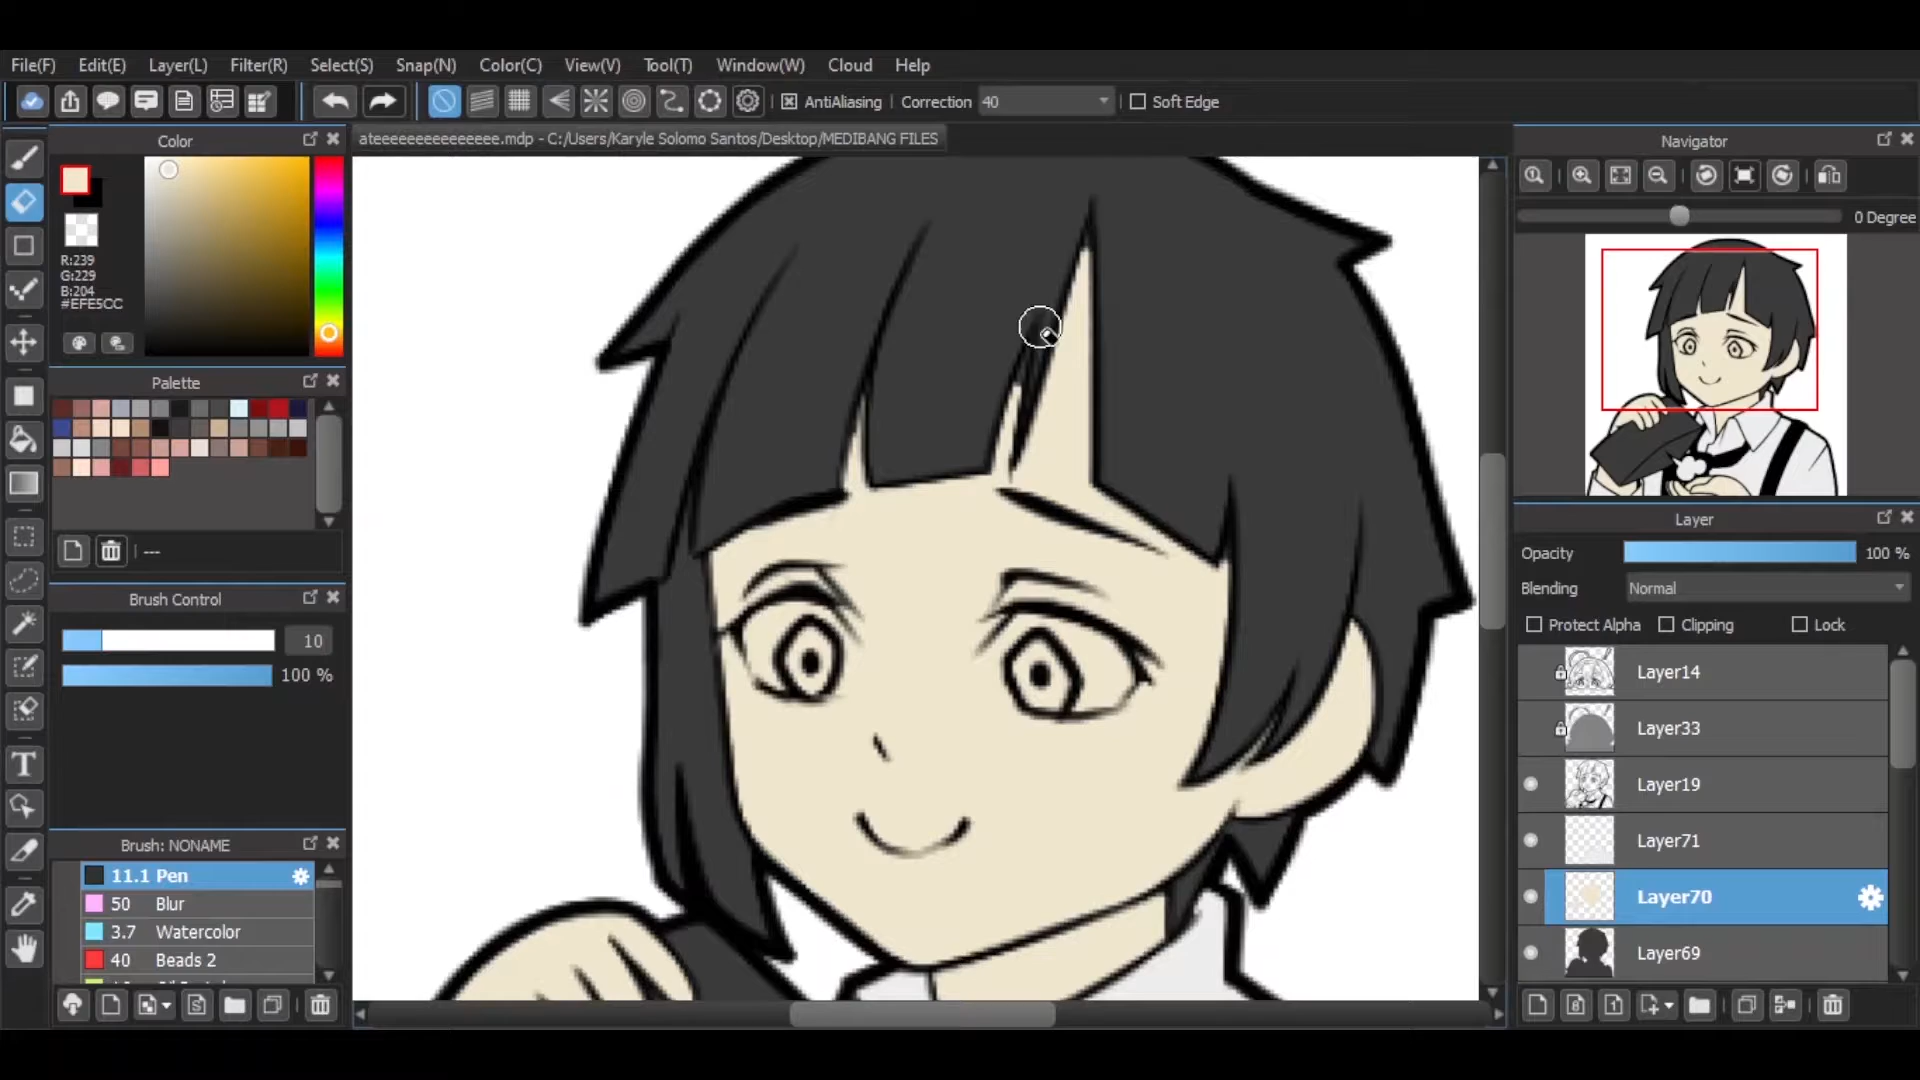 File(F) Edit(E) Layer(L) Filter(R) Select(S) Snap(N) Color(C) View(V) Tool(T) Window(W) Cloud Help
AntiAliasing Correction 40 Soft Edge
Color
ateeeeeeeeeeeeeee.mdp - C:/Users/Karyle Solomo Santos/Desktop/MEDIBANG FILES
Navigator
0 Degree
R:239
G:229
B:204
#EFE5CC
Palette
---
Brush Control
10
100 %
Brush: NONAME
11.1 Pen
50 Blur
3.7 Watercolor
40 Beads 2
Layer
Opacity 100 %
Blending Normal
Protect Alpha Clipping Lock
Layer14
Layer33
Layer19
Layer71
Layer70
Layer69